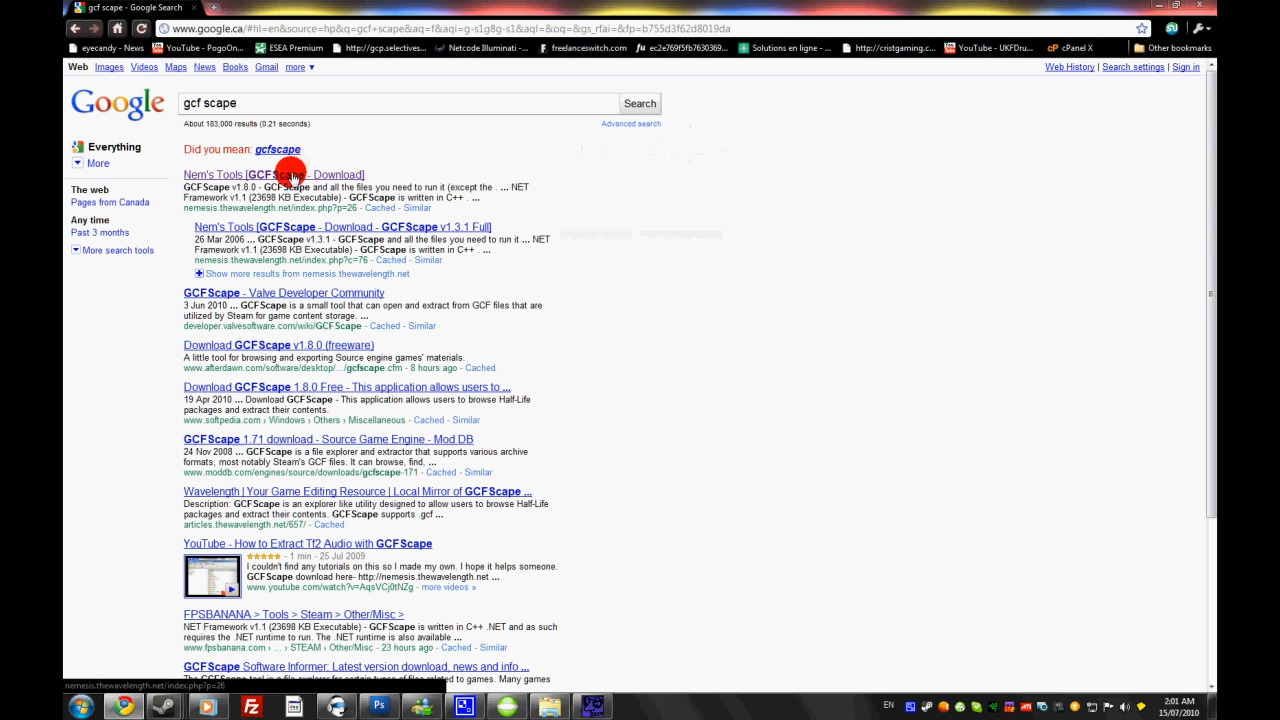 gcf scape - Google Search
www.google.ca/#hl=en&source=hp&q=gcf+scape&aq=f&aqi=g-s1g8g-s1&aql=&oq=&gs_rfai=&fp=b755d3f62d8019da
eyecandy - News YouTube - PogoOn... ESEA Premium http://gcp.selectives... Netcode Illuminati -... freelanceswitch.com ec2e769f5fb7630369... Solutions en ligne -... http://cristgaming.c... YouTube - UKFDru... cPanel X Other bookmarks
Web Images Videos Maps News Books Gmail more ▼ Web History | Search settings | Sign in
Google gcf scape Search
About 183,000 results (0.21 seconds) Advanced search
Everything
More
The web
Pages from Canada
Any time
Past 3 months
More search tools
Did you mean: gcfscape
Nem's Tools [GCFScape - Download]
GCFScape v1.8.0 - GCFScape and all the files you need to run it (except the . ... NET
Framework v1.1 (23698 KB Executable) - GCFScape is written in C++ . ...
nemesis.thewavelength.net/index.php?p=26 - Cached - Similar
Nem's Tools [GCFScape - Download - GCFScape v1.3.1 Full]
26 Mar 2006 ... GCFScape v1.3.1 - GCFScape and all the files you need to run it ... NET
Framework v1.1 (23698 KB Executable) - GCFScape is written in C++. ...
nemesis.thewavelength.net/index.php?c=76 - Cached - Similar
Show more results from nemesis.thewavelength.net
GCFScape - Valve Developer Community
3 Jun 2010 ... GCFScape is a small tool that can open and extract from GCF files that are
utilized by Steam for game content storage. ...
developer.valvesoftware.com/wiki/GCFScape - Cached - Similar
Download GCFScape v1.8.0 (freeware)
A little tool for browsing and exporting Source engine games' materials.
www.afterdawn.com/software/desktop/.../gcfscape.cfm - 8 hours ago - Cached
Download GCFScape 1.8.0 Free - This application allows users to ...
19 Apr 2010 ... Download GCFScape - This application allows users to browse Half-Life
packages and extract their contents.
www.softpedia.com › Windows › Others › Miscellaneous - Cached - Similar
GCFScape 1.71 download - Source Game Engine - Mod DB
24 Nov 2008 ... GCFScape is a file explorer and extractor that supports various archive
formats, most notably Steam's GCF files. It can browse, find, ...
www.moddb.com/engines/source/downloads/gcfscape-171 - Cached - Similar
Wavelength | Your Game Editing Resource | Local Mirror of GCFScape ...
Description: GCFScape is an explorer like utility designed to allow users to browse Half-Life
packages and extract their contents. GCFScape supports .gcf ...
articles.thewavelength.net/657/ - Cached
YouTube - How to Extract Tf2 Audio with GCFScape
- 1 min - 25 Jul 2009
I couldn't find any tutorials on this so I made my own. I hope it helps someone.
GCFScape download here- http://nemesis.thewavelength.net ...
www.youtube.com/watch?v=AqsVCj0tNZg - more videos »
FPSBANANA > Tools > Steam > Other/Misc >
NET Framework v1.1 (23698 KB Executable) - GCFScape is written in C++ .NET and as such
requires the .NET runtime to run. The .NET runtime is also available ...
www.fpsbanana.com › ... › STEAM › Other/Misc - 23 hours ago - Cached - Similar
GCFScape Software Informer: Latest version download, news and info ...
The GCFScape tool is a file explorer for certain types of files related to games. Many games
nemesis.thewavelength.net/index.php?p=26
EN
2:01 AM
15/07/2010